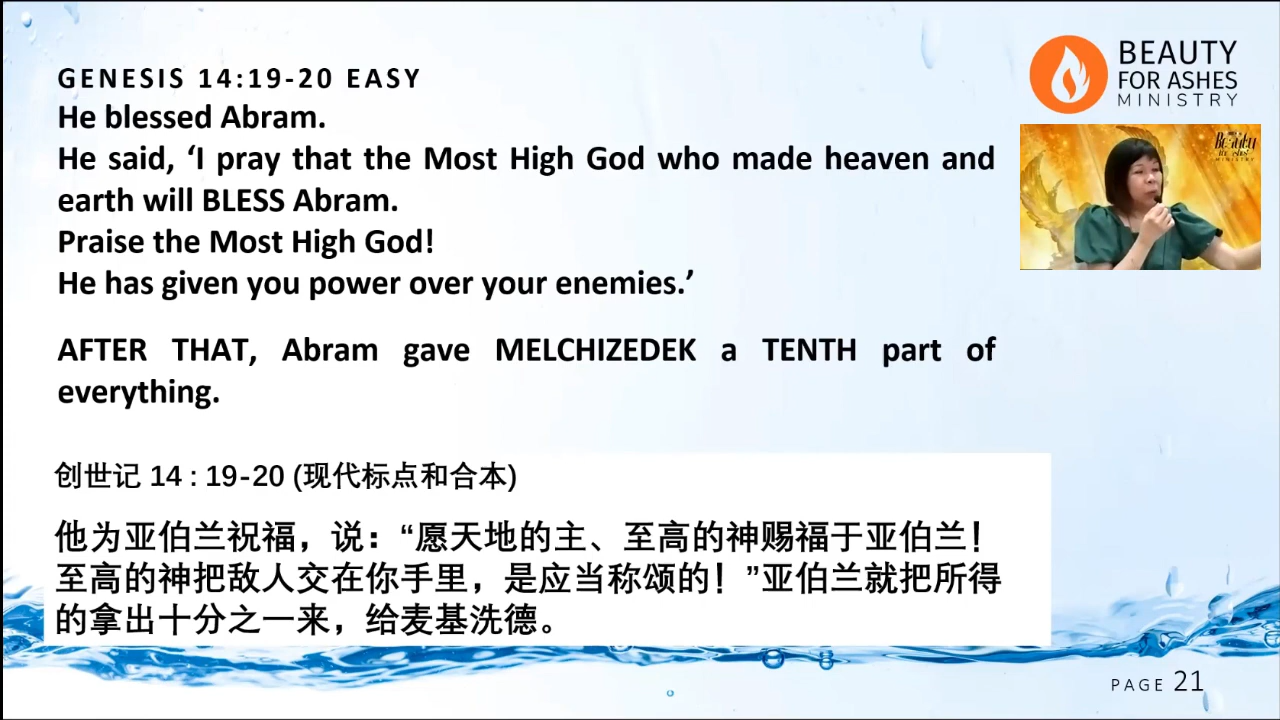 GENESIS 14:19-20 EASY
He blessed Abram.
He said, ‘I pray that the Most High God who made heaven and
earth will BLESS Abram.
Praise the Most High God!
He has given you power over your enemies.’
AFTER THAT, Abram gave MELCHIZEDEK a TENTH part of
everything.
创世记 14 : 19-20 (现代标点和合本)
他为亚伯兰祝福，说：“愿天地的主、至高的神赐福于亚伯兰！
至高的神把敌人交在你手里，是应当称颂的！”亚伯兰就把所得
的拿出十分之一来，给麦基洗德。
BEAUTY
FOR ASHES
MINISTRY
Beauty
for Ashes
MINISTRY
PAGE 21